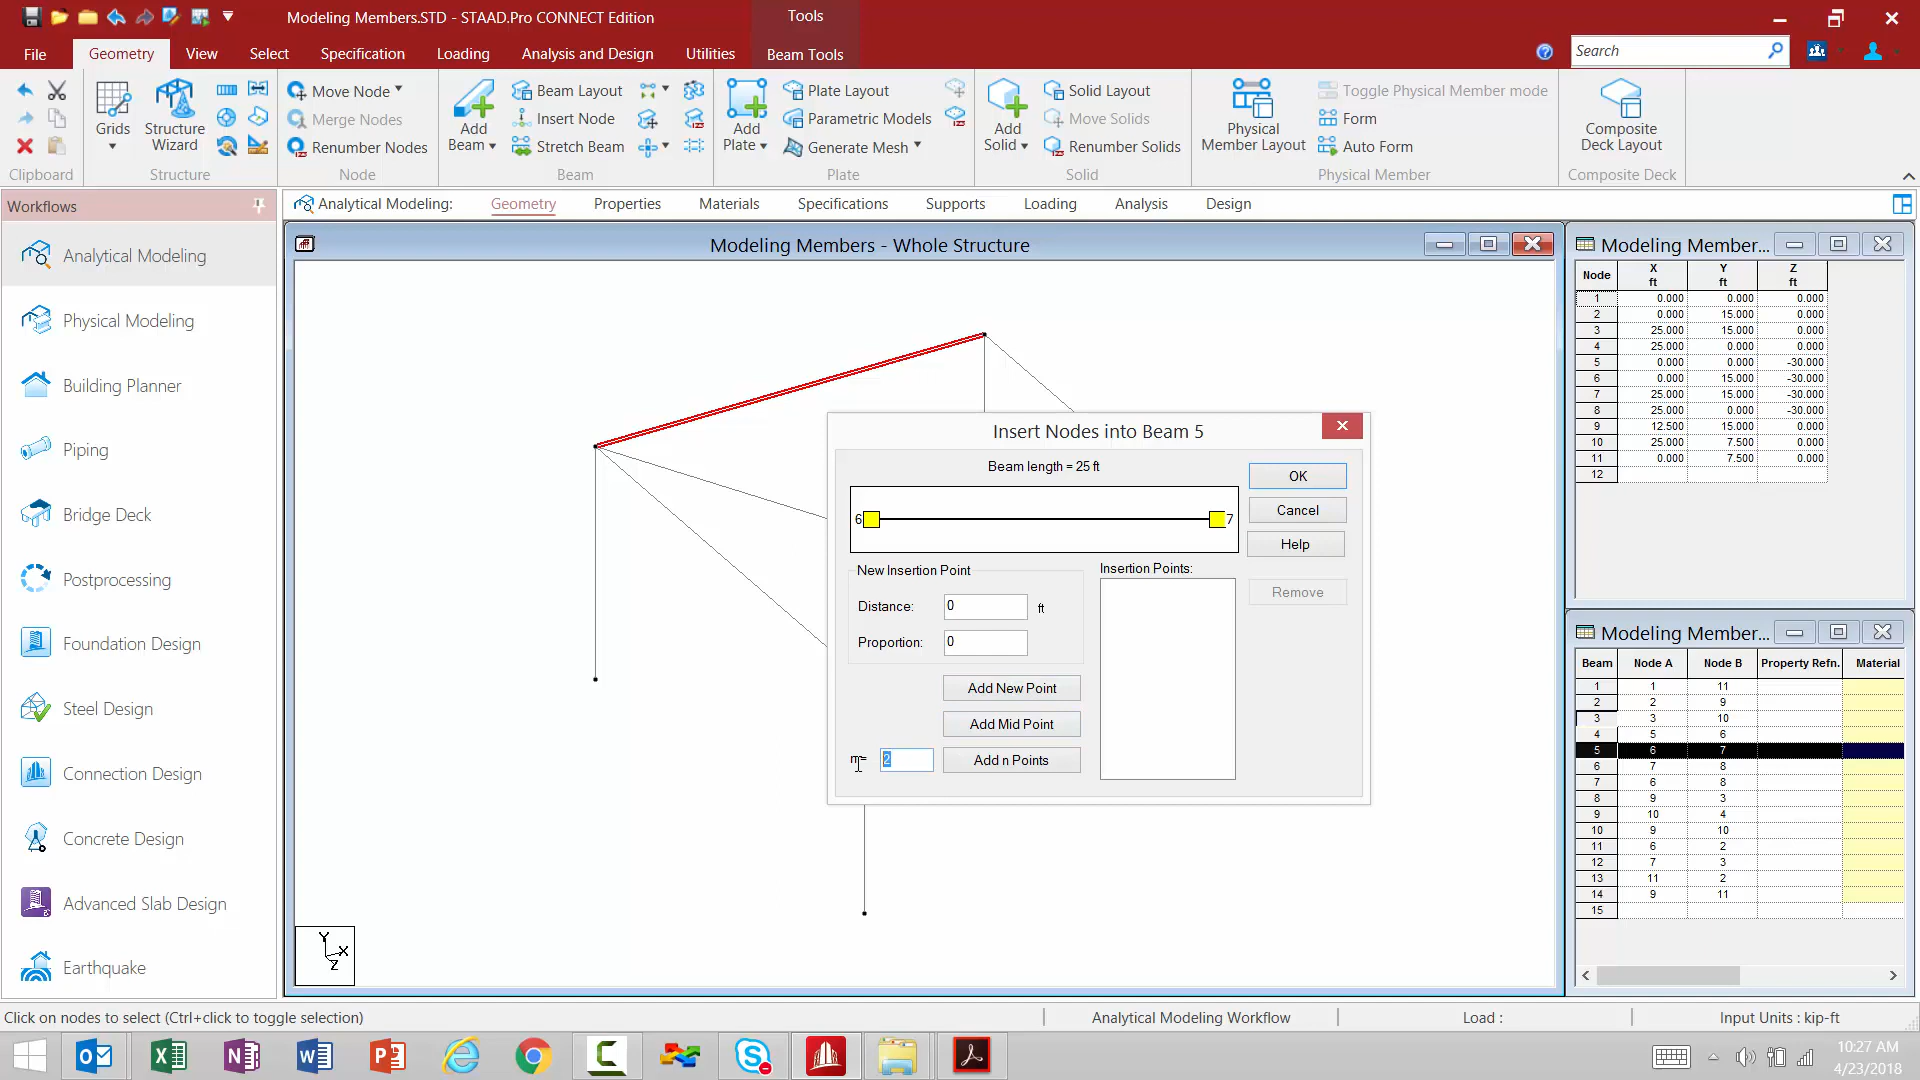 Modeling Members.STD - STAAD.Pro CONNECT Edition
Tools
File
Geometry
View
Select
Specification
Loading
Analysis and Design
Utilities
Beam Tools
Search
Grids
Structure
Wizard
Structure
Clipboard
Move Node
Merge Nodes
Renumber Nodes
Node
Add
Beam
Beam Layout
Insert Node
Stretch Beam
Beam
Add
Plate
Plate Layout
Parametric Models
Generate Mesh
Plate
Add
Solid
Solid Layout
Move Solids
Renumber Solids
Solid
Physical
Member Layout
Toggle Physical Member mode
Form
Auto Form
Physical Member
Composite
Deck Layout
Composite Deck
Workflows
Analytical Modeling
Physical Modeling
Building Planner
Piping
Bridge Deck
Postprocessing
Foundation Design
Steel Design
Connection Design
Concrete Design
Advanced Slab Design
Earthquake
Analytical Modeling:
Geometry
Properties
Materials
Specifications
Supports
Loading
Analysis
Design
Modeling Members - Whole Structure
Y
X
Z
Insert Nodes into Beam 5
Beam length = 25 ft
6 7
New Insertion Point
Distance: 0 ft
Proportion: 0
Add New Point
Add Mid Point
2 Add n Points
Insertion Points:
OK
Cancel
Help
Remove
Modeling Member...
Node X ft Y ft Z ft
1 0.000 0.000 0.000
2 0.000 15.000 0.000
3 25.000 15.000 0.000
4 25.000 0.000 0.000
5 0.000 0.000 -30.000
6 0.000 15.000 -30.000
7 25.000 15.000 -30.000
8 25.000 0.000 -30.000
9 12.500 15.000 0.000
10 25.000 7.500 0.000
11 0.000 7.500 0.000
12
Modeling Member...
Beam Node A Node B Property Refn. Material
1 1 11
2 2 9
3 3 10
4 5 6
5 6 7
6 7 8
7 6 8
8 9 3
9 10 4
10 9 10
11 6 2
12 7 3
13 11 2
14 9 11
15
Click on nodes to select (Ctrl+click to toggle selection)
Analytical Modeling Workflow
Load :
Input Units : kip-ft
10:27 AM
4/23/2018